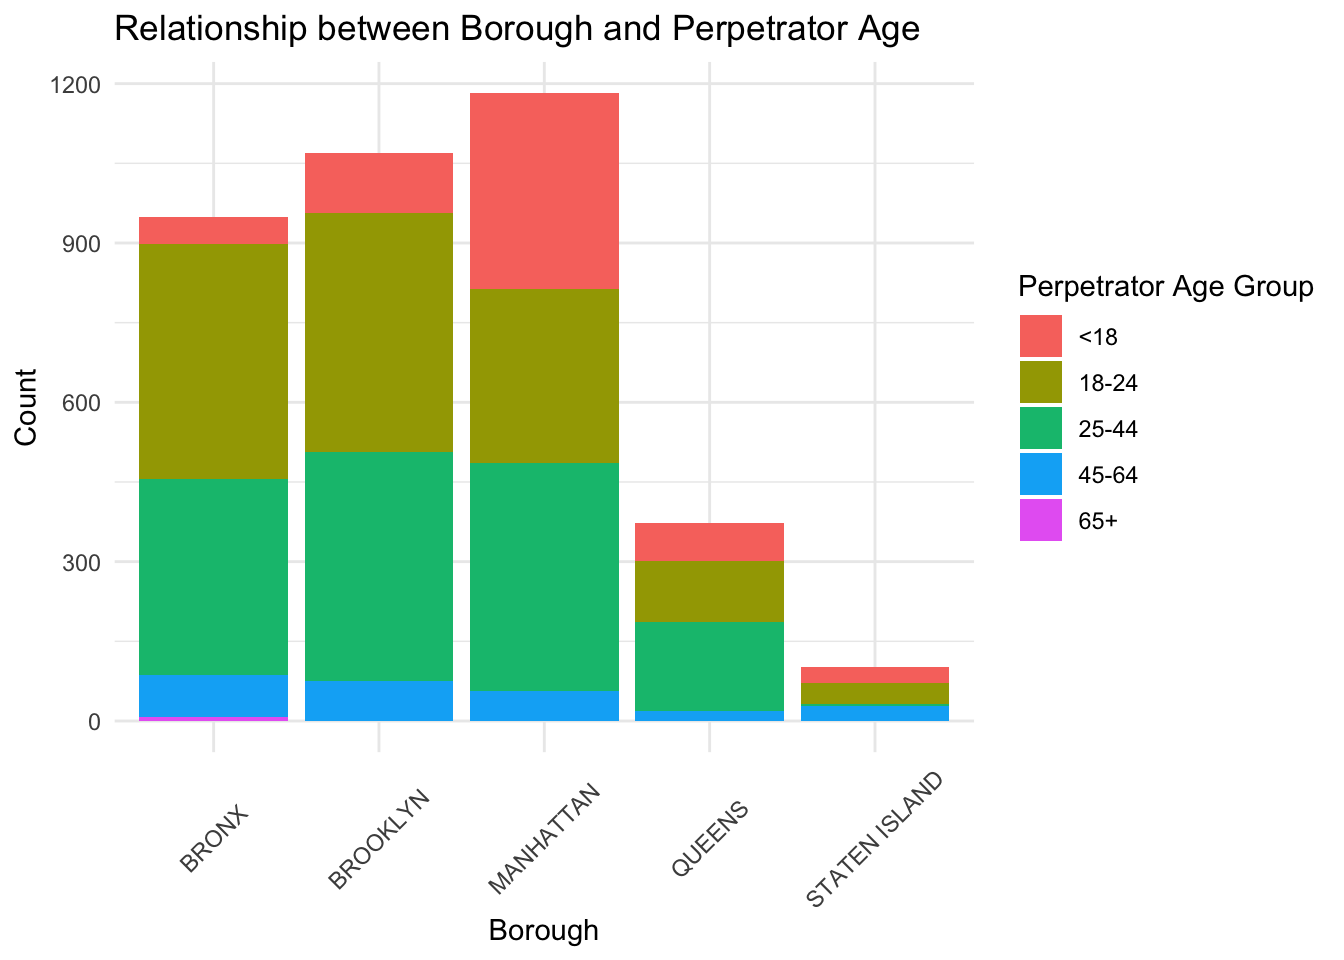 Relationship between Borough and Perpetrator Age
1200
900
600
300
0
Count
BRONX
BROOKLYN
MANHATTAN
QUEENS
STATEN ISLAND
Borough
Perpetrator Age Group
<18
18-24
25-44
45-64
65+